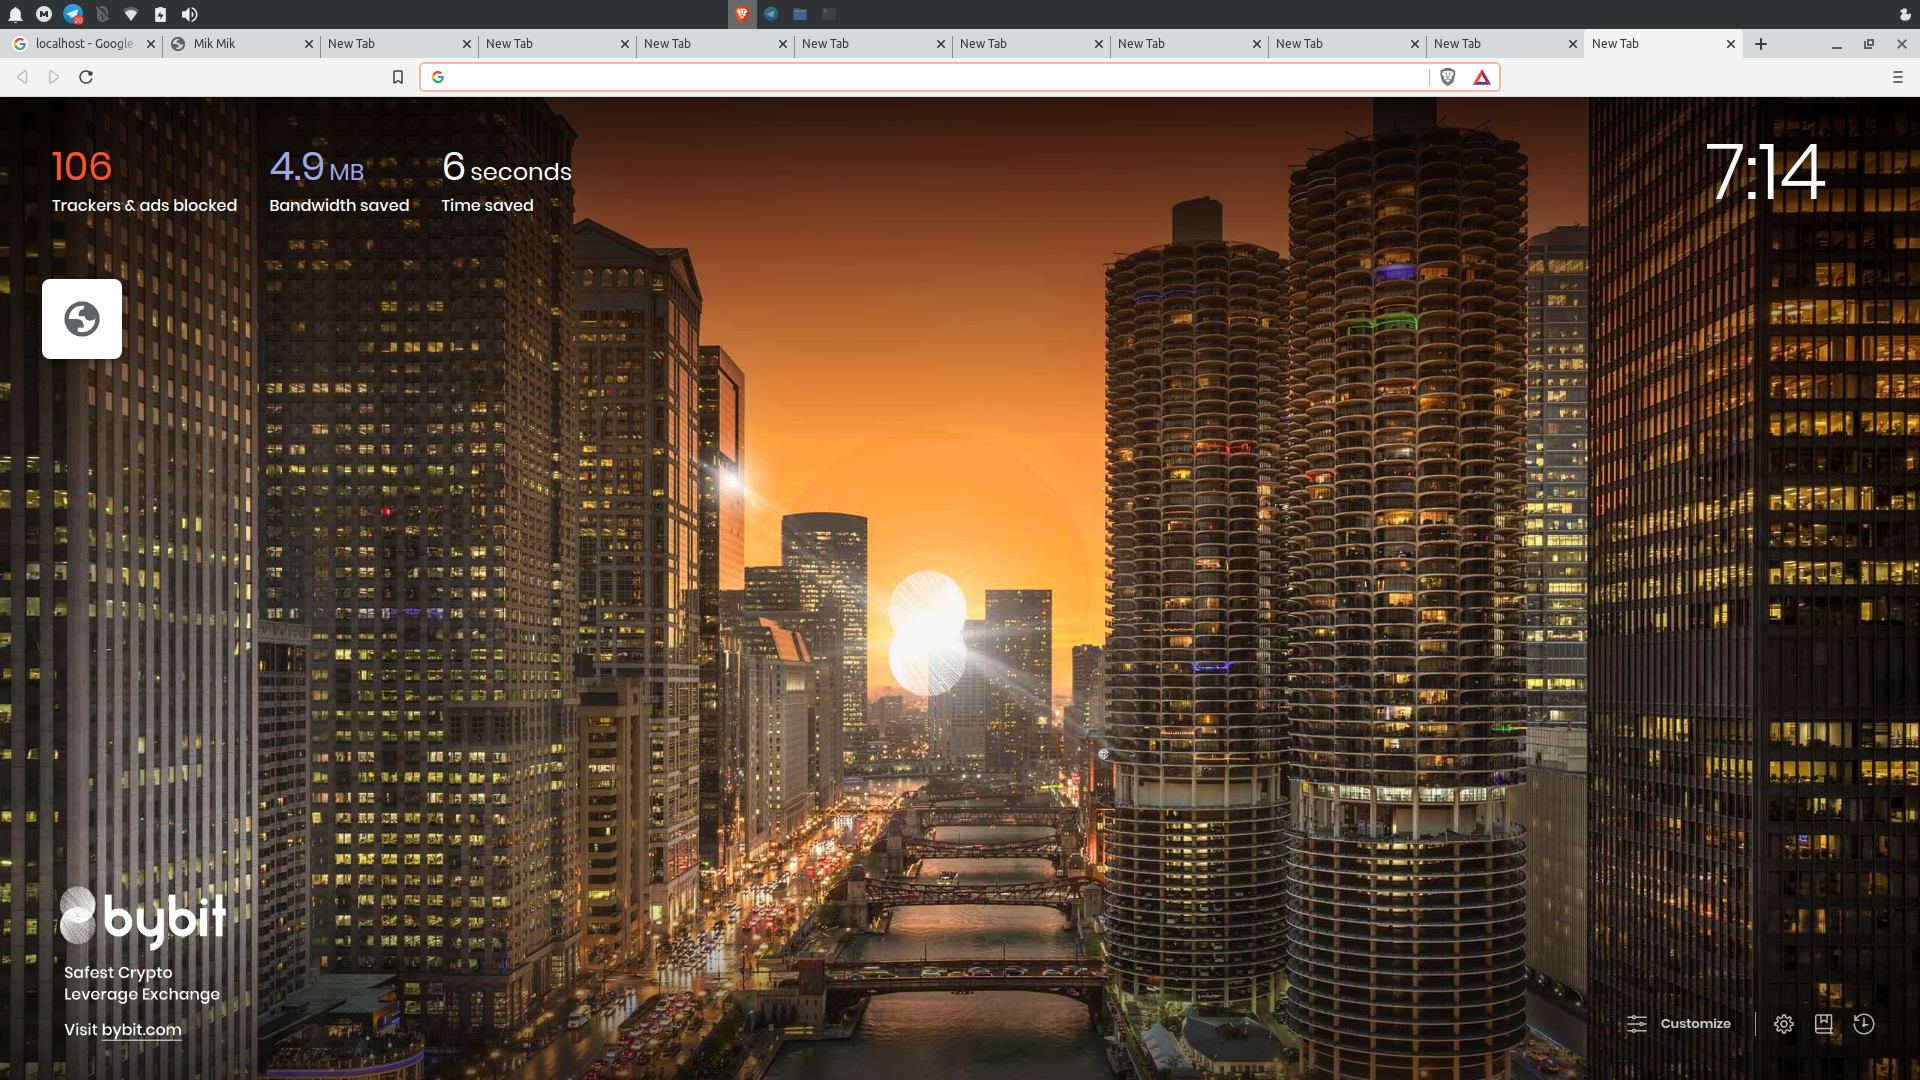 20
localhost - Google
Mik Mik
New Tab
New Tab
New Tab
New Tab
New Tab
New Tab
New Tab
New Tab
New Tab
106
Trackers & ads blocked
4.9 MB
Bandwidth saved
6 seconds
Time saved
7:14
bybit
Safest Crypto
Leverage Exchange
Visit bybit.com
Customize